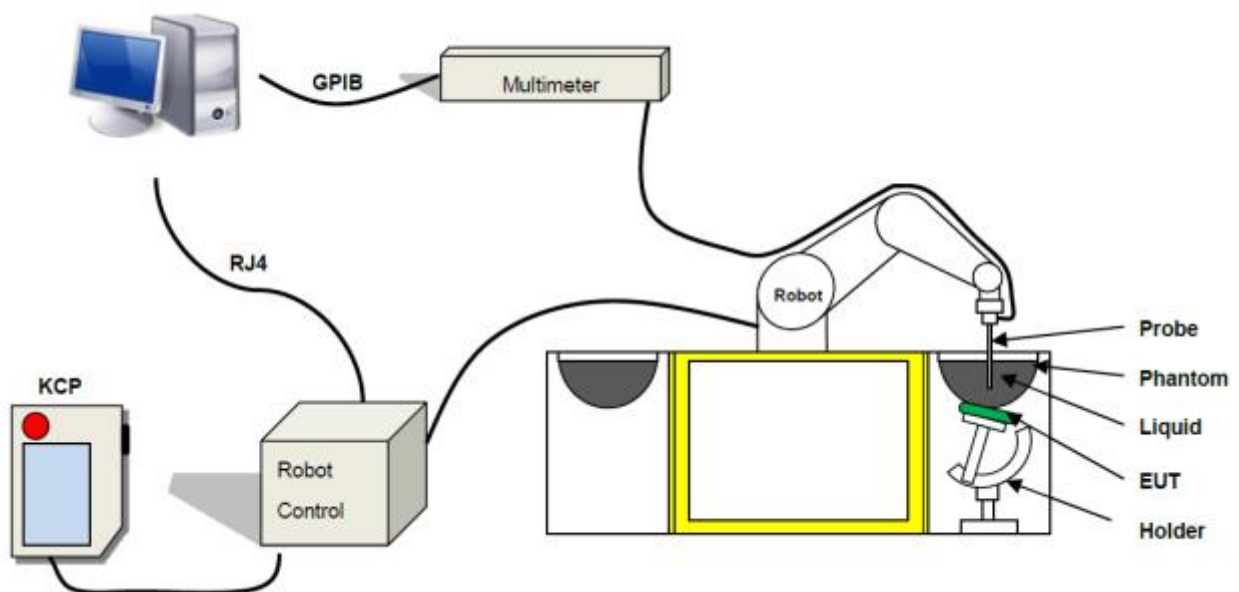 GPIB
Multimeter
RJ4
Robot
Probe
Phantom
Liquid
EUT
Holder
KCP
Robot
Control